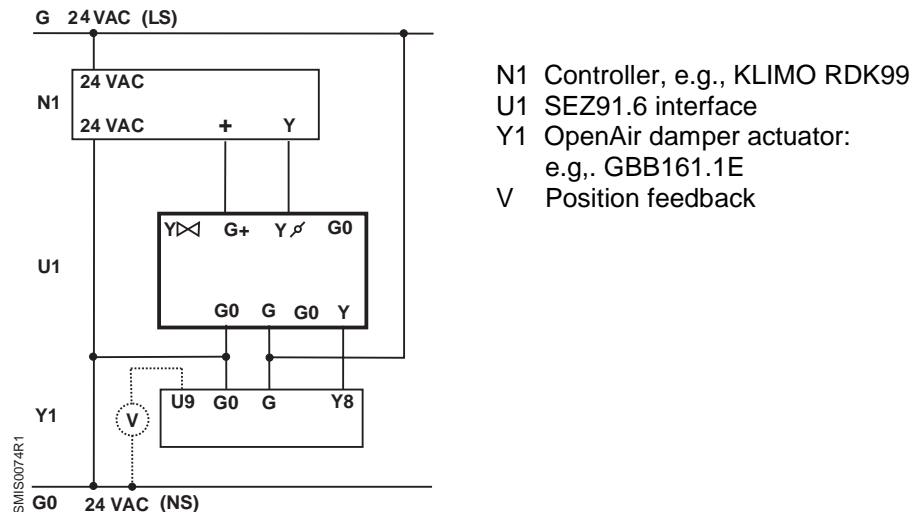 G 24 VAC (LS)
24 VAC
N1
24 VAC + Y
Y G+ Y G0
U1
G0 G G0 Y
U9 G0 G Y8
Y1
V
SMIS0074R1
G0 24 VAC (NS)
N1 Controller, e.g., KLIMO RDK99
U1 SEZ91.6 interface
Y1 OpenAir damper actuator:
e.g,. GBB161.1E
V Position feedback